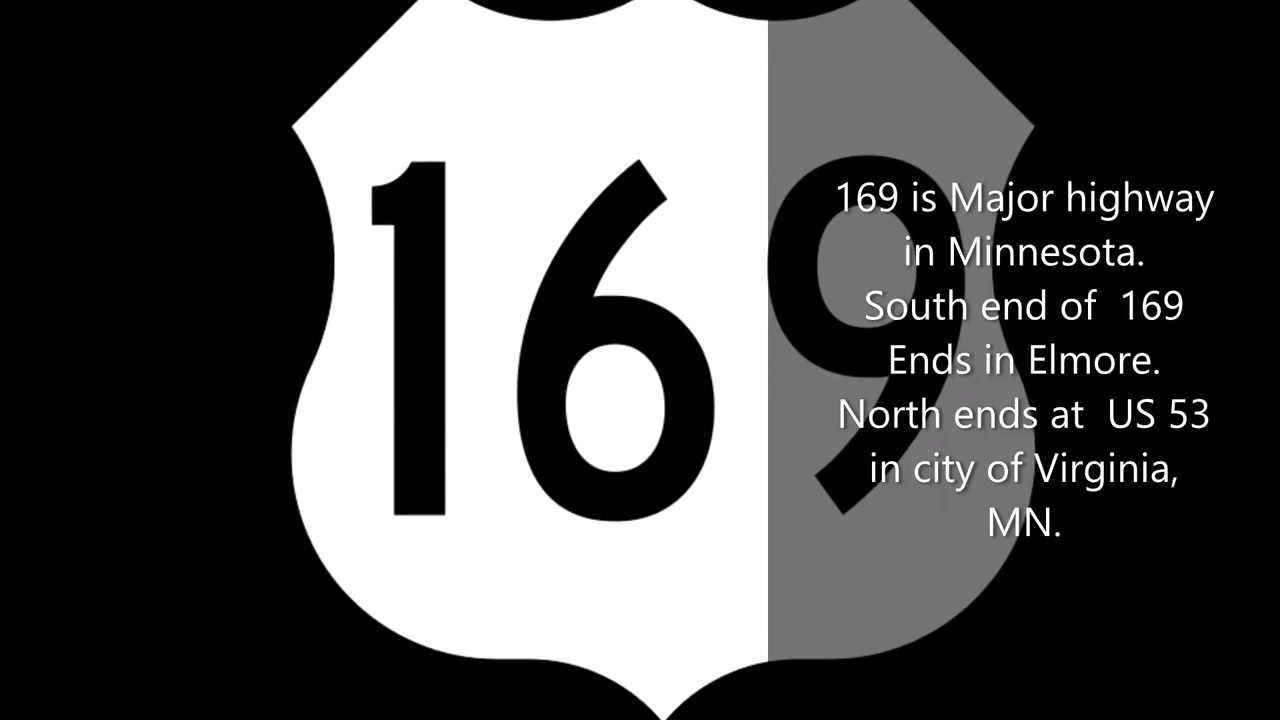 169
169 is Major highway
in Minnesota.
South end of  169
Ends in Elmore.
North ends at  US 53
in city of Virginia,
MN.